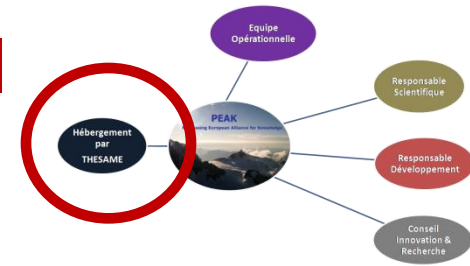 Equipe
Opérationnelle
Responsable
Scientifique
PEAK
European Alliance for Knowledge
Hébergement
par
THESAME
Responsable
Développement
Conseil
Innovation &
Recherche